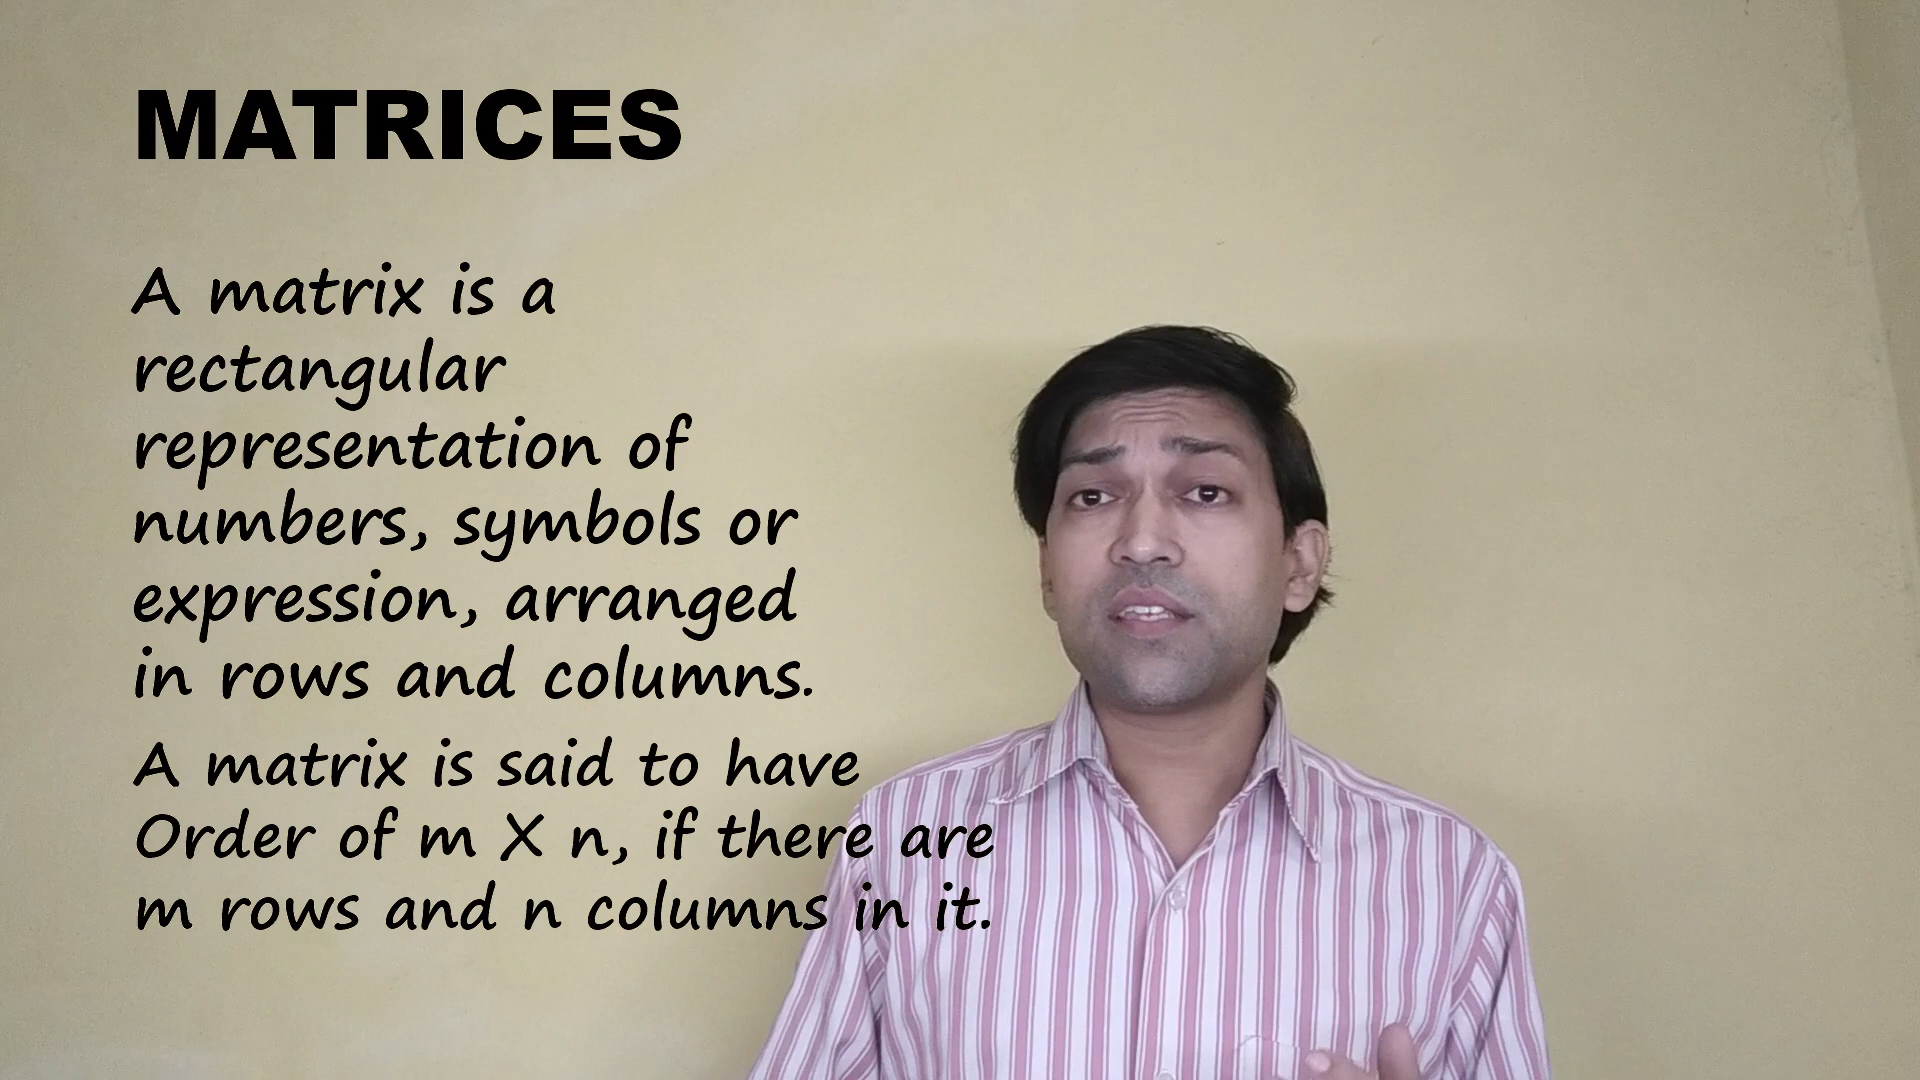 MATRICES
A matrix is a
rectangular
representation of
numbers, symbols or
expression, arranged
in rows and columns.
A matrix is said to have
Order of m X n, if there are
m rows and n columns in it.